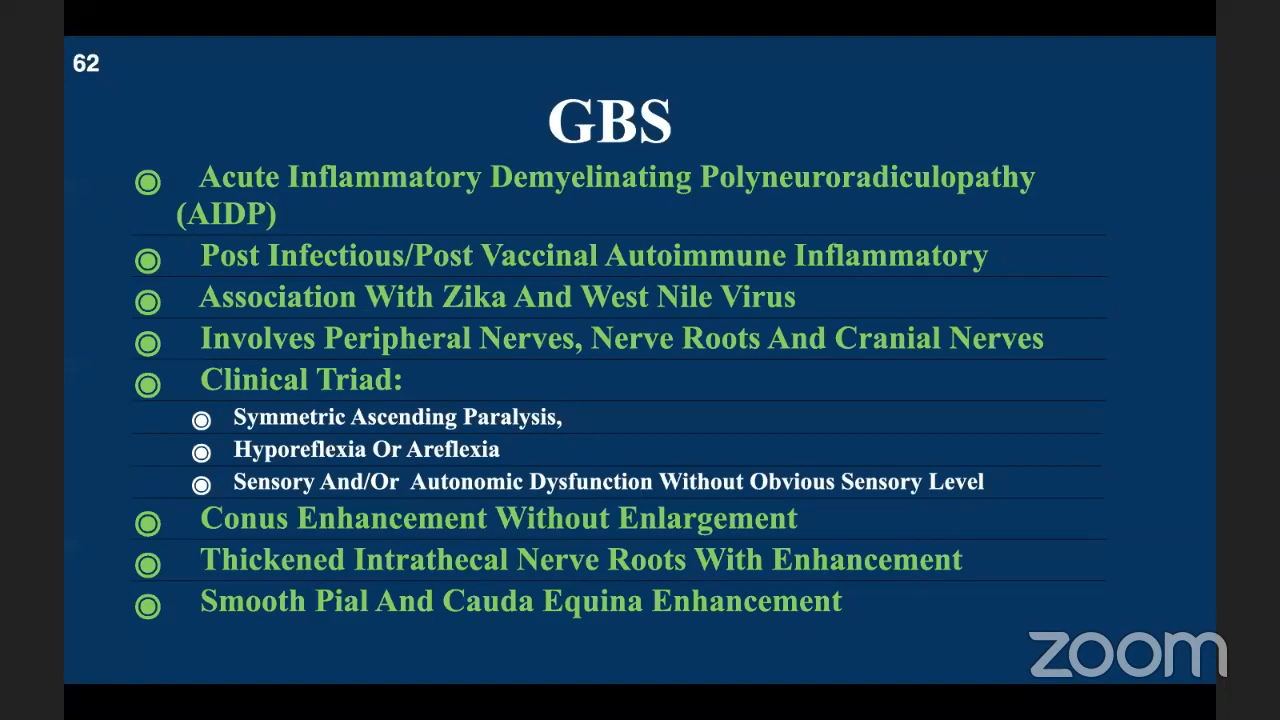 62
GBS
Acute Inflammatory Demyelinating Polyneuroradiculopathy
(AIDP)
Post Infectious/Post Vaccinal Autoimmune Inflammatory
Association With Zika And West Nile Virus
Involves Peripheral Nerves, Nerve Roots And Cranial Nerves
Clinical Triad:
Symmetric Ascending Paralysis,
Hyporeflexia Or Areflexia
Sensory And/Or Autonomic Dysfunction Without Obvious Sensory Level
Conus Enhancement Without Enlargement
Thickened Intrathecal Nerve Roots With Enhancement
Smooth Pial And Cauda Equina Enhancement
zoom